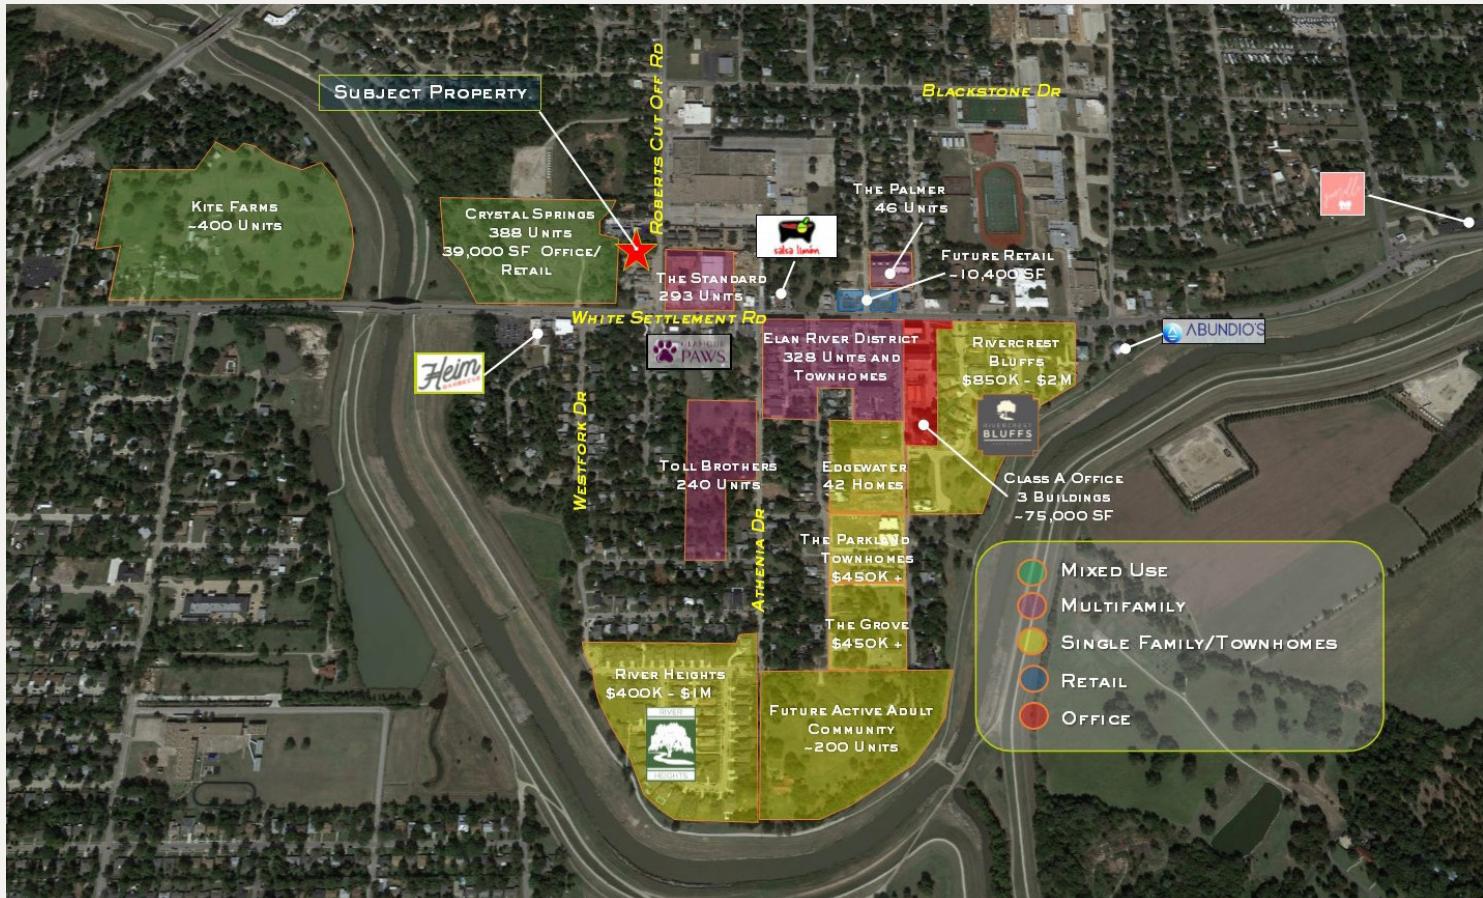 Subject Property
Roberts Cut Off Rd
Blackstone Dr
Kite Farms
~400 Units
Crystal Springs
388 Units
39,000 SF Office/
Retail
The Palmer
46 Units
salsa limón
Future Retail
~10,400 SF
The Standard
293 Units
White Settlement Rd
PAWS
Heim
BARBECUE
Elan River District
328 Units and
Townhomes
Rivercrest
Bluffs
$850K - $2M
ABUNDIO'S
RIVERCREST
BLUFFS
Westfork Dr
Toll Brothers
240 Units
Edgewater
42 Homes
Class A Office
3 Buildings
~75,000 SF
Athenia Dr
The Parkland
Townhomes
$450K +
The Grove
$450K +
River Heights
$400K - $1M
RIVER
HEIGHTS
Future Active Adult
Community
~200 Units
Mixed Use
Multifamily
Single Family/Townhomes
Retail
Office